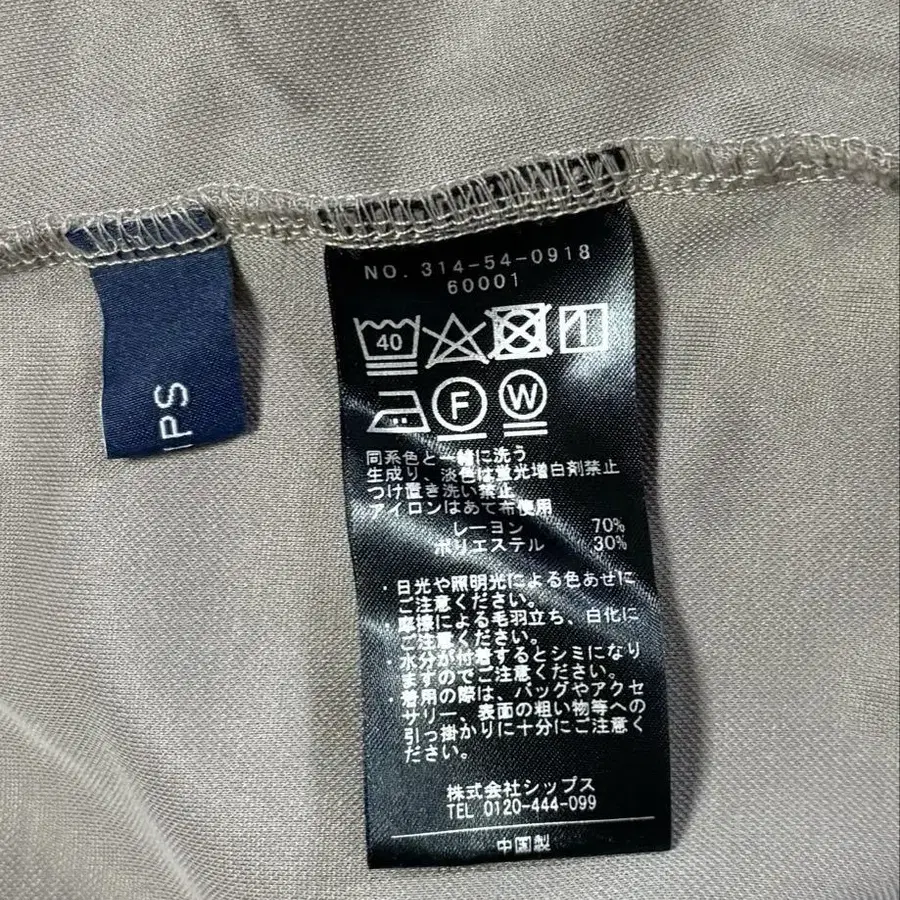 IPS
NO. 314-54-0918
60001
40
F W
同系色と一緒に洗う
生成り、淡色は蛍光増白剤禁止
つけ置き洗い禁止
アイロンはあて布使用
レーヨン 70%
ポリエステル 30%
・日光や照明光による色あせに
ご注意ください。
・摩擦による毛羽立ち、白化に
ご注意ください。
・水分が付着するとシミになり
ますのでご注意ください。
・着用の際は、バッグやアクセ
サリー、表面の粗い物等への
引っ掛かりに十分にご注意く
ださい。
株式会社シップス
TEL 0120-444-099
中国製